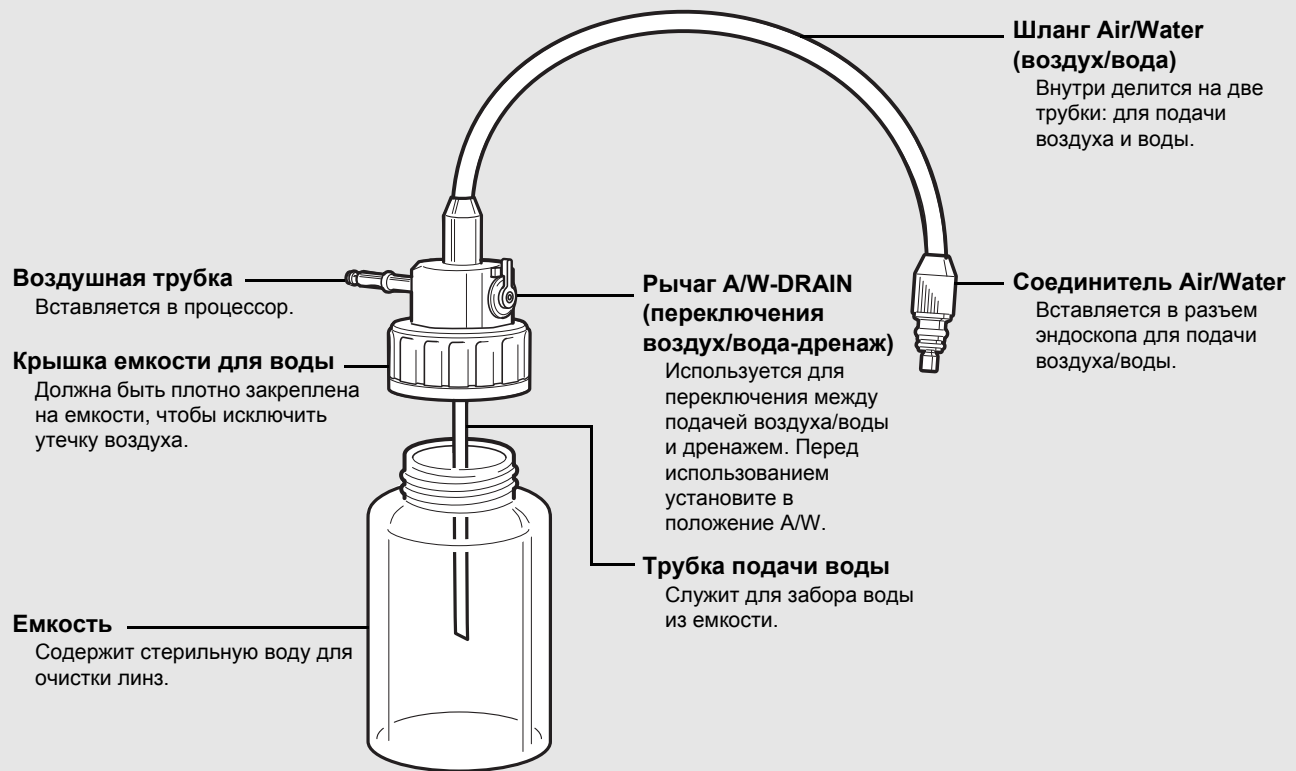 Шланг Air/Water
(воздух/вода)
Внутри делится на две
трубки: для подачи
воздуха и воды.
Воздушная трубка
Вставляется в процессор.
Крышка емкости для воды
Должна быть плотно закреплена
на емкости, чтобы исключить
утечку воздуха.
Рычаг A/W-DRAIN
(переключения
воздух/вода-дренаж)
Используется для
переключения между
подачей воздуха/воды
и дренажем. Перед
использованием
установите в
положение A/W.
Соединитель Air/Water
Вставляется в разъем
эндоскопа для подачи
воздуха/воды.
Трубка подачи воды
Служит для забора воды
из емкости.
Емкость
Содержит стерильную воду для
очистки линз.